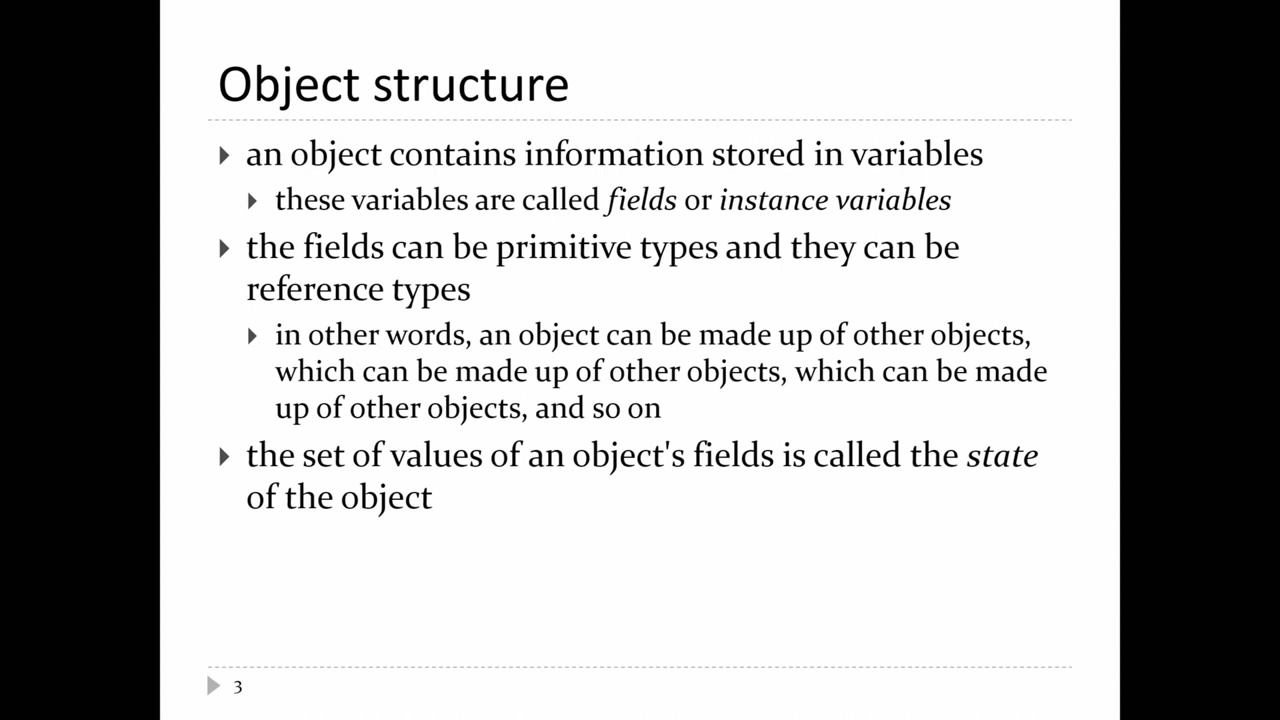 Object structure
an object contains information stored in variables
these variables are called fields or instance variables
the fields can be primitive types and they can be
reference types
in other words, an object can be made up of other objects,
which can be made up of other objects, which can be made
up of other objects, and so on
the set of values of an object's fields is called the state
of the object
3